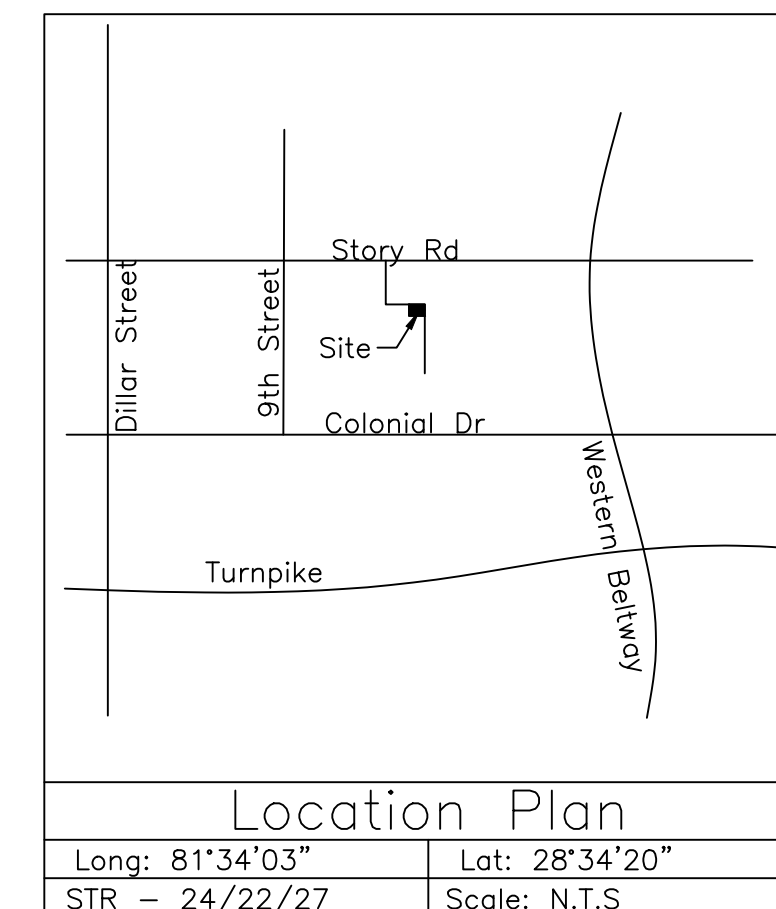 Story Rd
Dillar Street
9th Street
Site
Colonial Dr
Western Beltway
Turnpike
Location Plan
Long: 81°34'03"
Lat: 28°34'20"
STR - 24/22/27
Scale: N.T.S